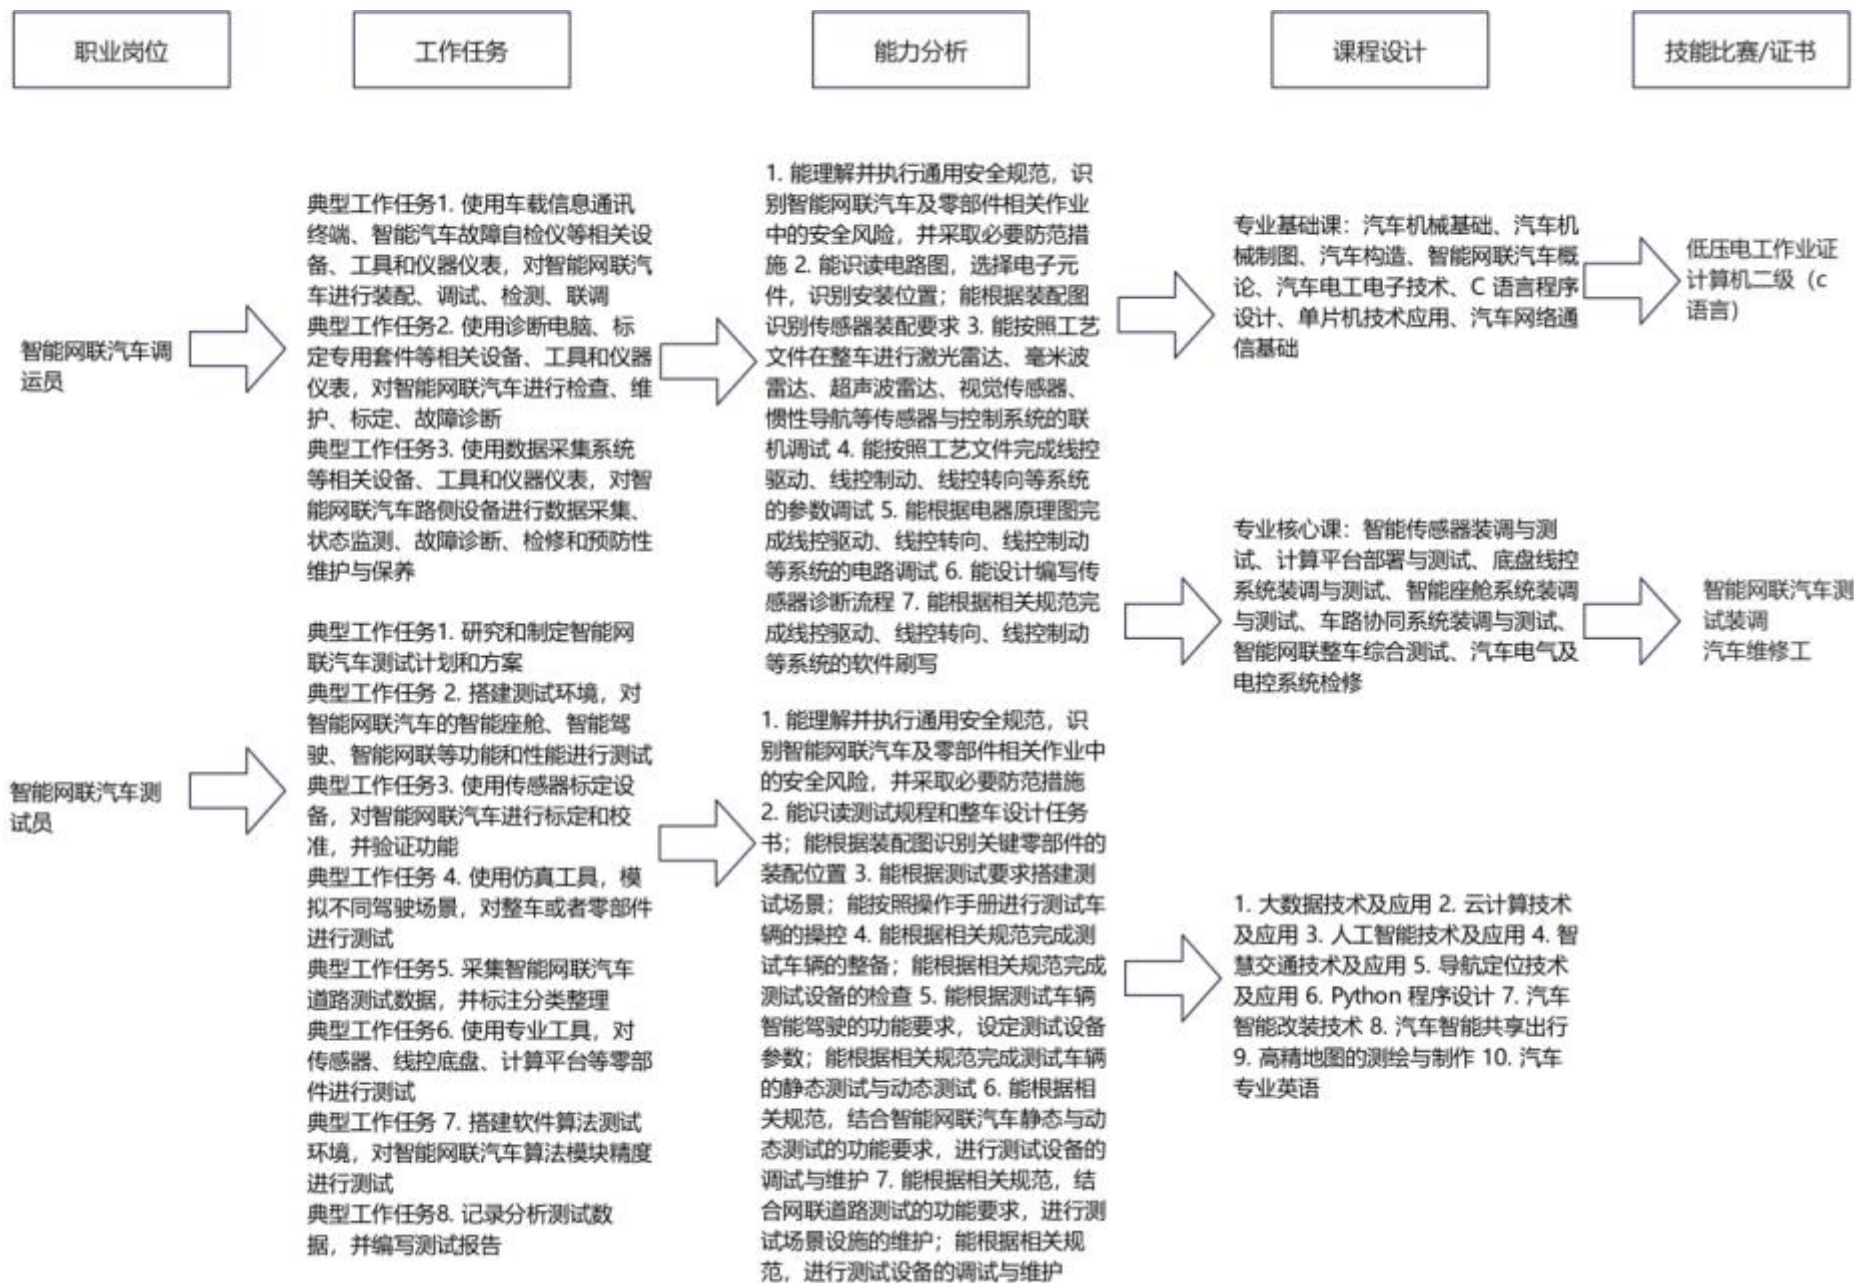 职业岗位
工作任务
能力分析
课程设计
技能比赛/证书
智能网联汽车调
运员
典型工作任务1. 使用车载信息通讯
终端、智能汽车故障自检仪等相关设
备、工具和仪器仪表，对智能网联汽
车进行装配、调试、检测、联调
典型工作任务2. 使用诊断电脑、标
定专用套件等相关设备、工具和仪器
仪表，对智能网联汽车进行检查、维
护、标定、故障诊断
典型工作任务3. 使用数据采集系统
等相关设备、工具和仪器仪表，对智
能网联汽车路侧设备进行数据采集、
状态监测、故障诊断、检修和预防性
维护与保养
1. 能理解并执行通用安全规范，识
别智能网联汽车及零部件相关作业
中的安全风险，并采取必要防范措
施 2. 能识读电路图，选择电子元
件，识别安装位置；能根据装配图
识别传感器装配要求 3. 能按照工艺
文件在整车进行激光雷达、毫米波
雷达、超声波雷达、视觉传感器、
惯性导航等传感器与控制系统的联
机调试 4. 能按照工艺文件完成线控
驱动、线控制动、线控转向等系统
的参数调试 5. 能根据电器原理图完
成线控驱动、线控转向、线控制动
等系统的电路调试 6. 能设计编写传
感器诊断流程 7. 能根据相关规范完
成线控驱动、线控转向、线控制动
等系统的软件刷写
专业基础课：汽车机械基础、汽车机
械制图、汽车构造、智能网联汽车概
论、汽车电工电子技术、C 语言程序
设计、单片机技术应用、汽车网络通
信基础
低压电工作业证
计算机二级（c
语言）
专业核心课：智能传感器装调与测
试、计算平台部署与测试、底盘线控
系统装调与测试、智能座舱系统装调
与测试、车路协同系统装调与测试、
智能网联整车综合测试、汽车电气及
电控系统检修
智能网联汽车测
试装调
汽车维修工
智能网联汽车测
试员
典型工作任务1. 研究和制定智能网
联汽车测试计划和方案
典型工作任务 2. 搭建测试环境，对
智能网联汽车的智能座舱、智能驾
驶、智能网联等功能和性能进行测试
典型工作任务3. 使用传感器标定设
备，对智能网联汽车进行标定和校
准，并验证功能
典型工作任务 4. 使用仿真工具，模
拟不同驾驶场景，对整车或者零部件
进行测试
典型工作任务5. 采集智能网联汽车
道路测试数据，并标注分类整理
典型工作任务6. 使用专业工具，对
传感器、线控底盘、计算平台等零部
件进行测试
典型工作任务 7. 搭建软件算法测试
环境，对智能网联汽车算法模块精度
进行测试
典型工作任务8. 记录分析测试数
据，并编写测试报告
1. 能理解并执行通用安全规范，识
别智能网联汽车及零部件相关作业中
的安全风险，并采取必要防范措施
2. 能识读测试规程和整车设计任务
书；能根据装配图识别关键零部件的
装配位置 3. 能根据测试要求搭建测
试场景；能按照操作手册进行测试车
辆的操控 4. 能根据相关规范完成测
试车辆的整备；能根据相关规范完成
测试设备的检查 5. 能根据测试车辆
智能驾驶的功能要求，设定测试设备
参数；能根据相关规范完成测试车辆
的静态测试与动态测试 6. 能根据相
关规范，结合智能网联汽车静态与动
态测试的功能要求，进行测试设备的
调试与维护 7. 能根据相关规范，结
合网联道路测试的功能要求，进行测
试场景设施的维护；能根据相关规
范，进行测试设备的调试与维护
1. 大数据技术及应用 2. 云计算技术
及应用 3. 人工智能技术及应用 4. 智
慧交通技术及应用 5. 导航定位技术
及应用 6. Python 程序设计 7. 汽车
智能改装技术 8. 汽车智能共享出行
9. 高精地图的测绘与制作 10. 汽车
专业英语